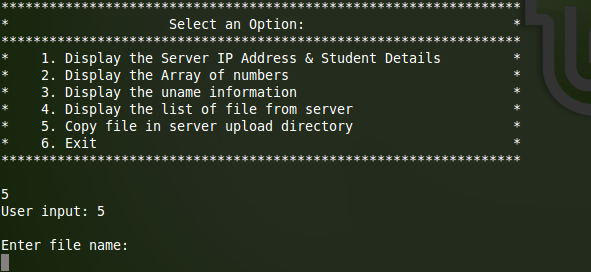 *****************************************************************
* Select an Option: *
*****************************************************************
* 1. Display the Server IP Address & Student Details *
* 2. Display the Array of numbers *
* 3. Display the uname information *
* 4. Display the list of file from server *
* 5. Copy file in server upload directory *
* 6. Exit *
*****************************************************************
5
User input: 5
Enter file name: